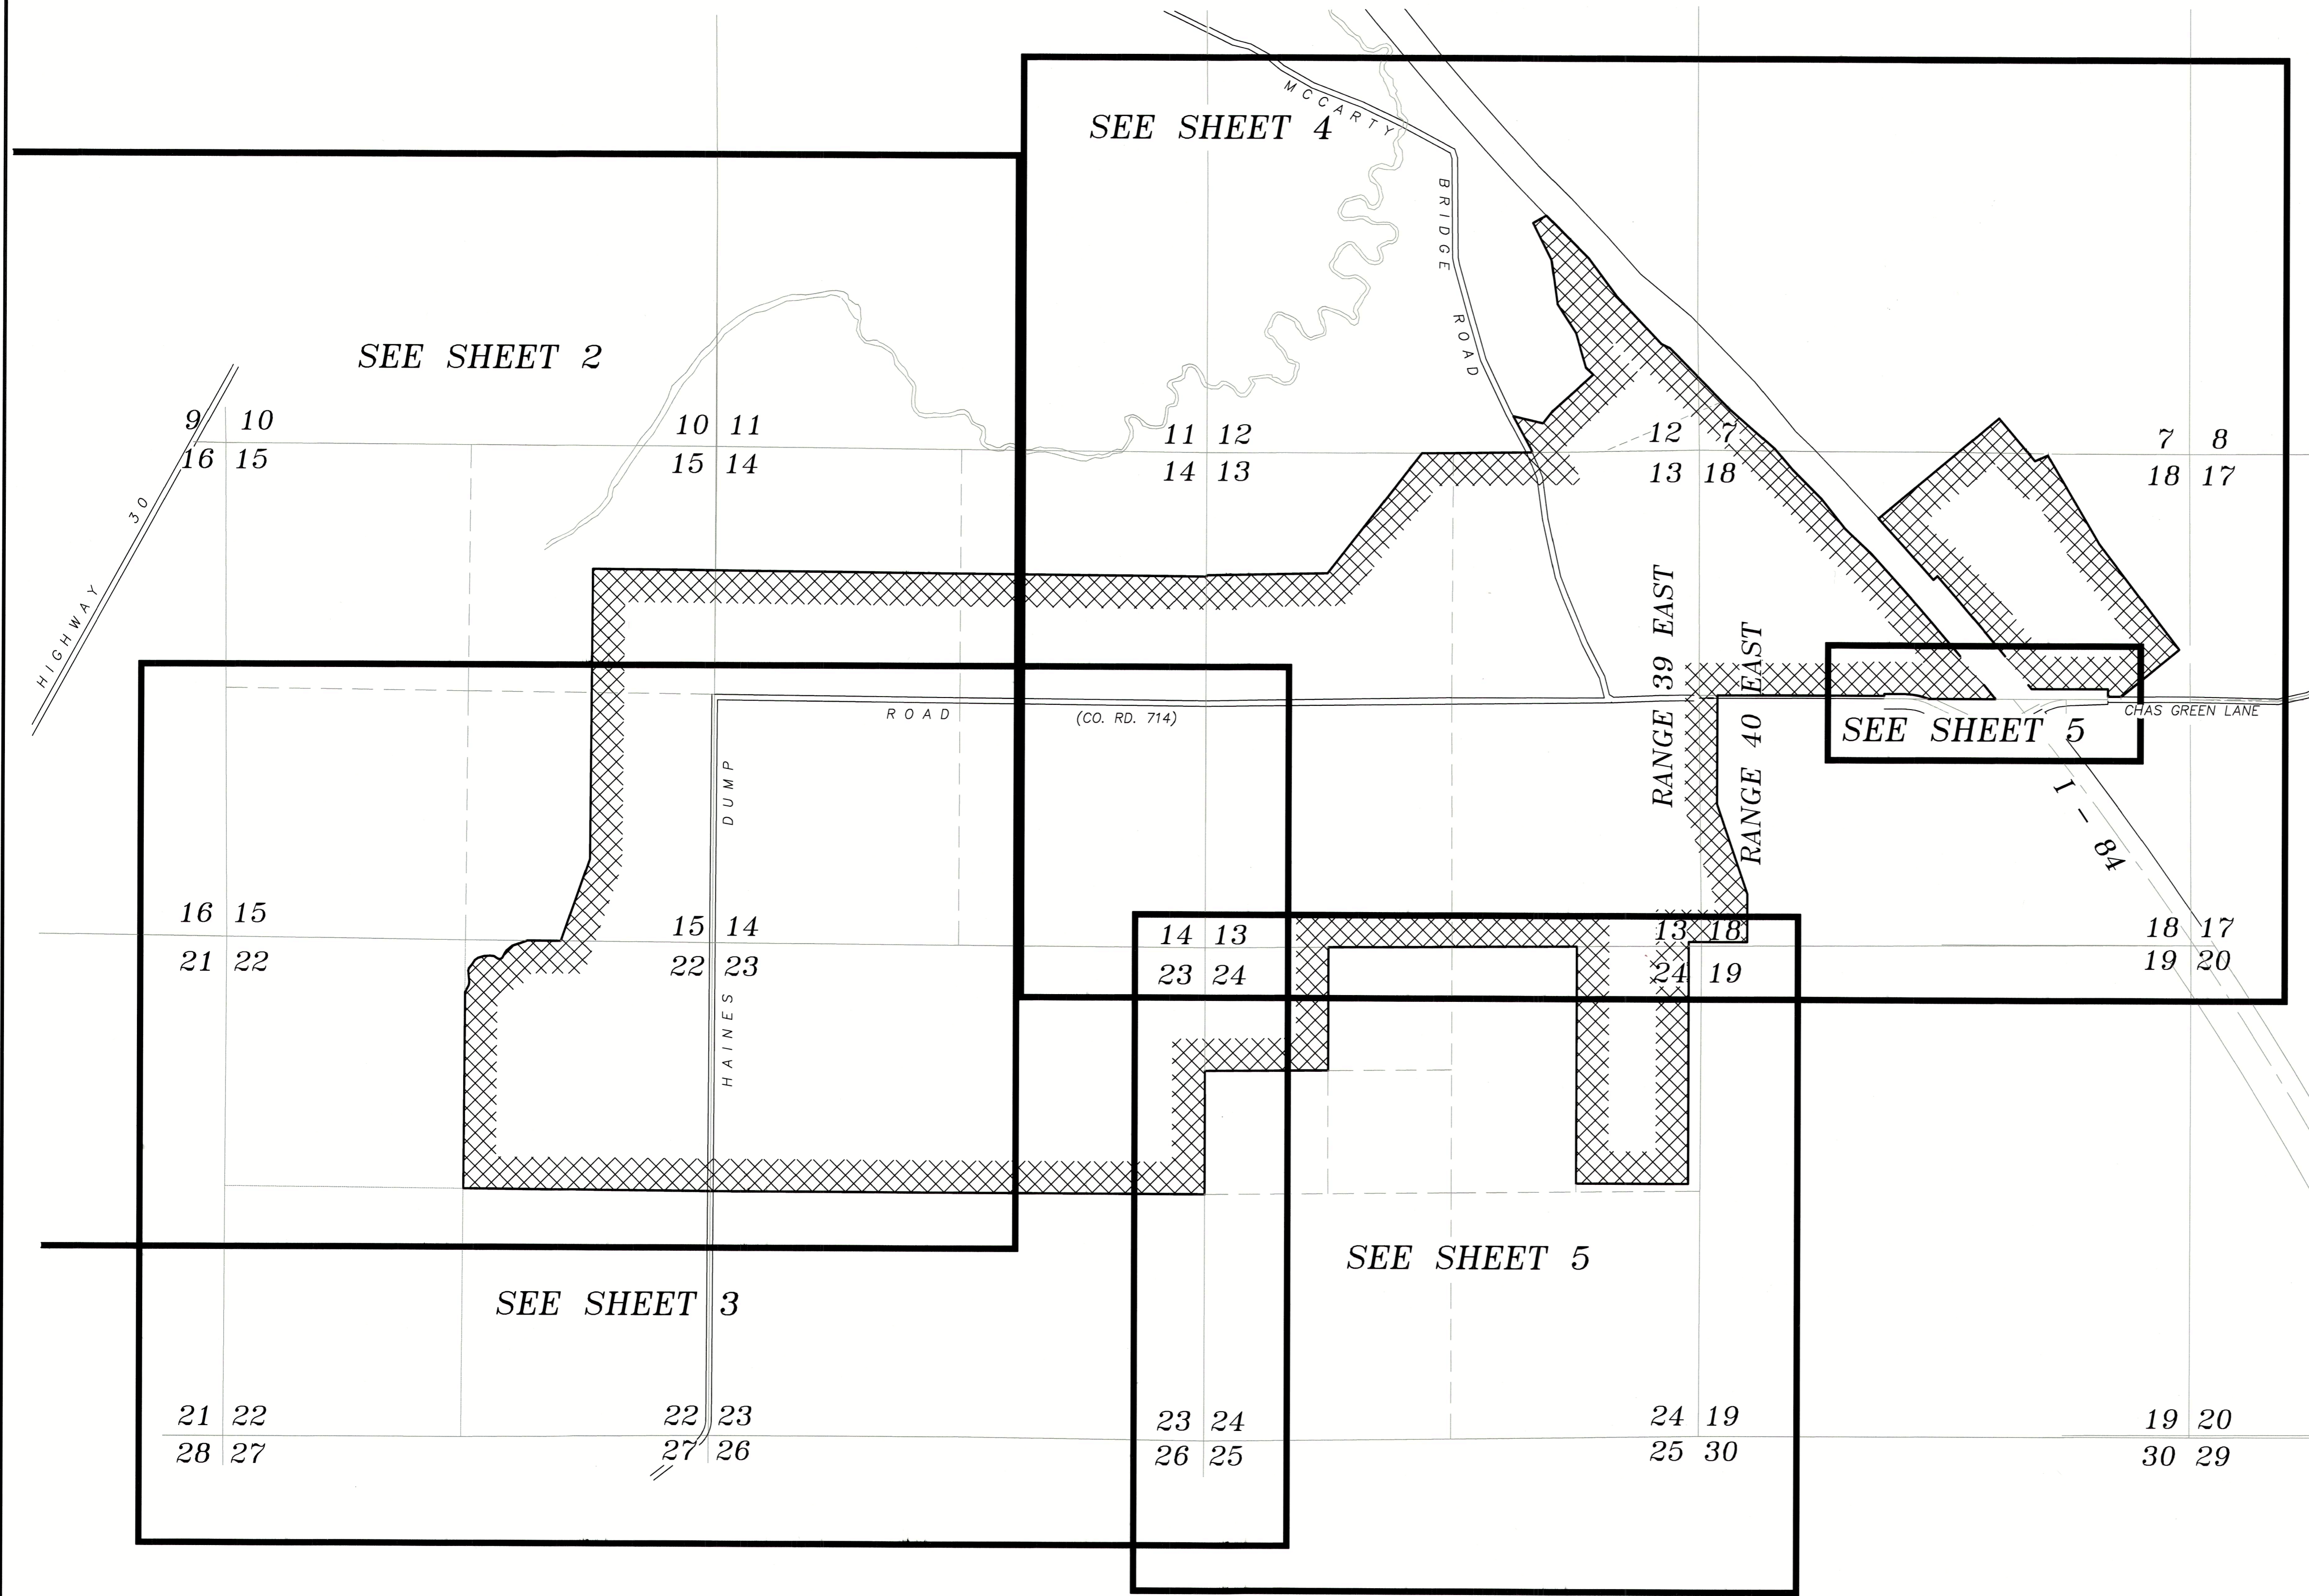 MCCARTY
SEE SHEET 4
BRIDGE
ROAD
SEE SHEET 2
9 10
16 15
10 11
15 14
11 12
14 13
12 7
13 18
7 8
18 17
HIGHWAY 30
RANGE 39 EAST
RANGE 40 EAST
ROAD
(CO. RD. 714)
CHAS GREEN LANE
SEE SHEET 5
DUMP
I - 84
16 15
21 22
15 14
22 23
14 13
23 24
13 18
24 19
18 17
19 20
HAINES
SEE SHEET 5
SEE SHEET 3
21 22
28 27
22 23
27 26
23 24
26 25
24 19
25 30
19 20
30 29